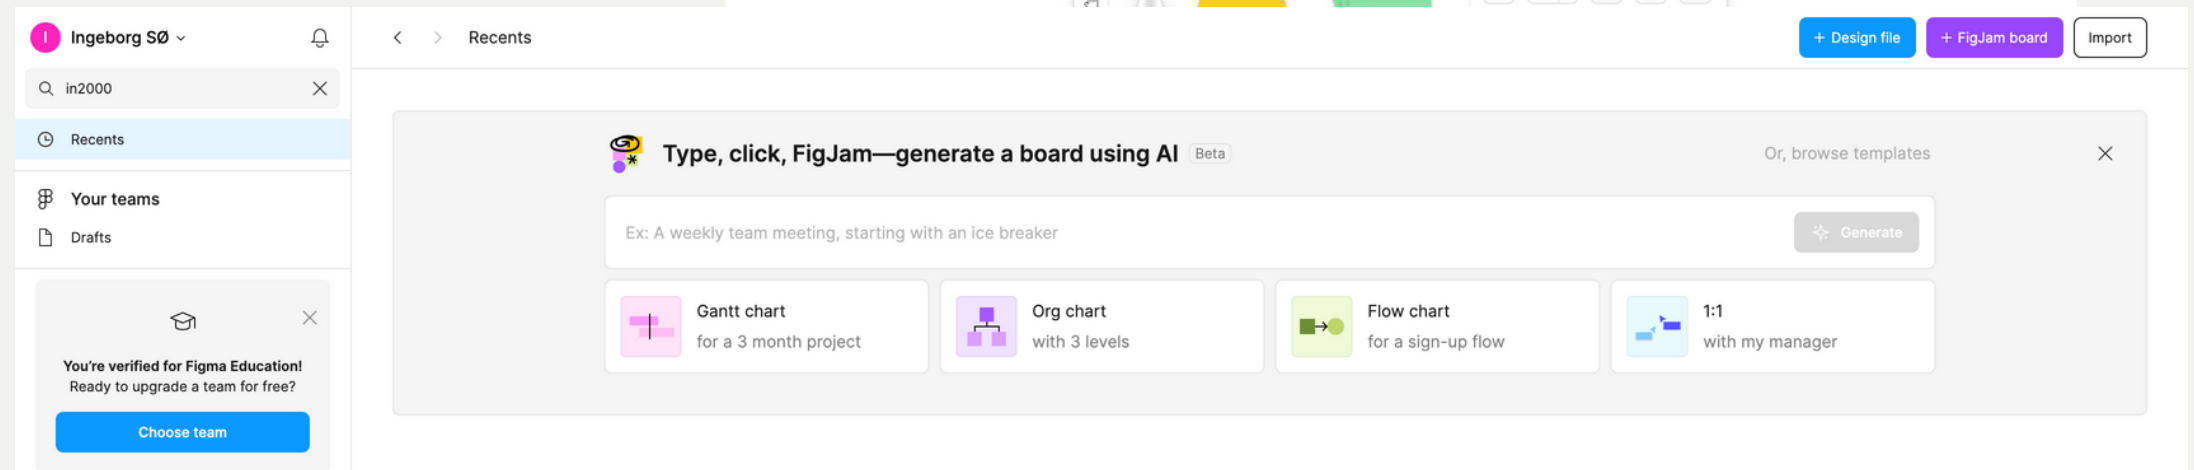 I Ingeborg SØ
in2000
Recents
Your teams
Drafts
You're verified for Figma Education!
Ready to upgrade a team for free?
Choose team
Recents
+ Design file
+ FigJam board
Import
Type, click, FigJam—generate a board using AI Beta
Or, browse templates
Ex: A weekly team meeting, starting with an ice breaker
Generate
Gantt chart
for a 3 month project
Org chart
with 3 levels
Flow chart
for a sign-up flow
1:1
with my manager